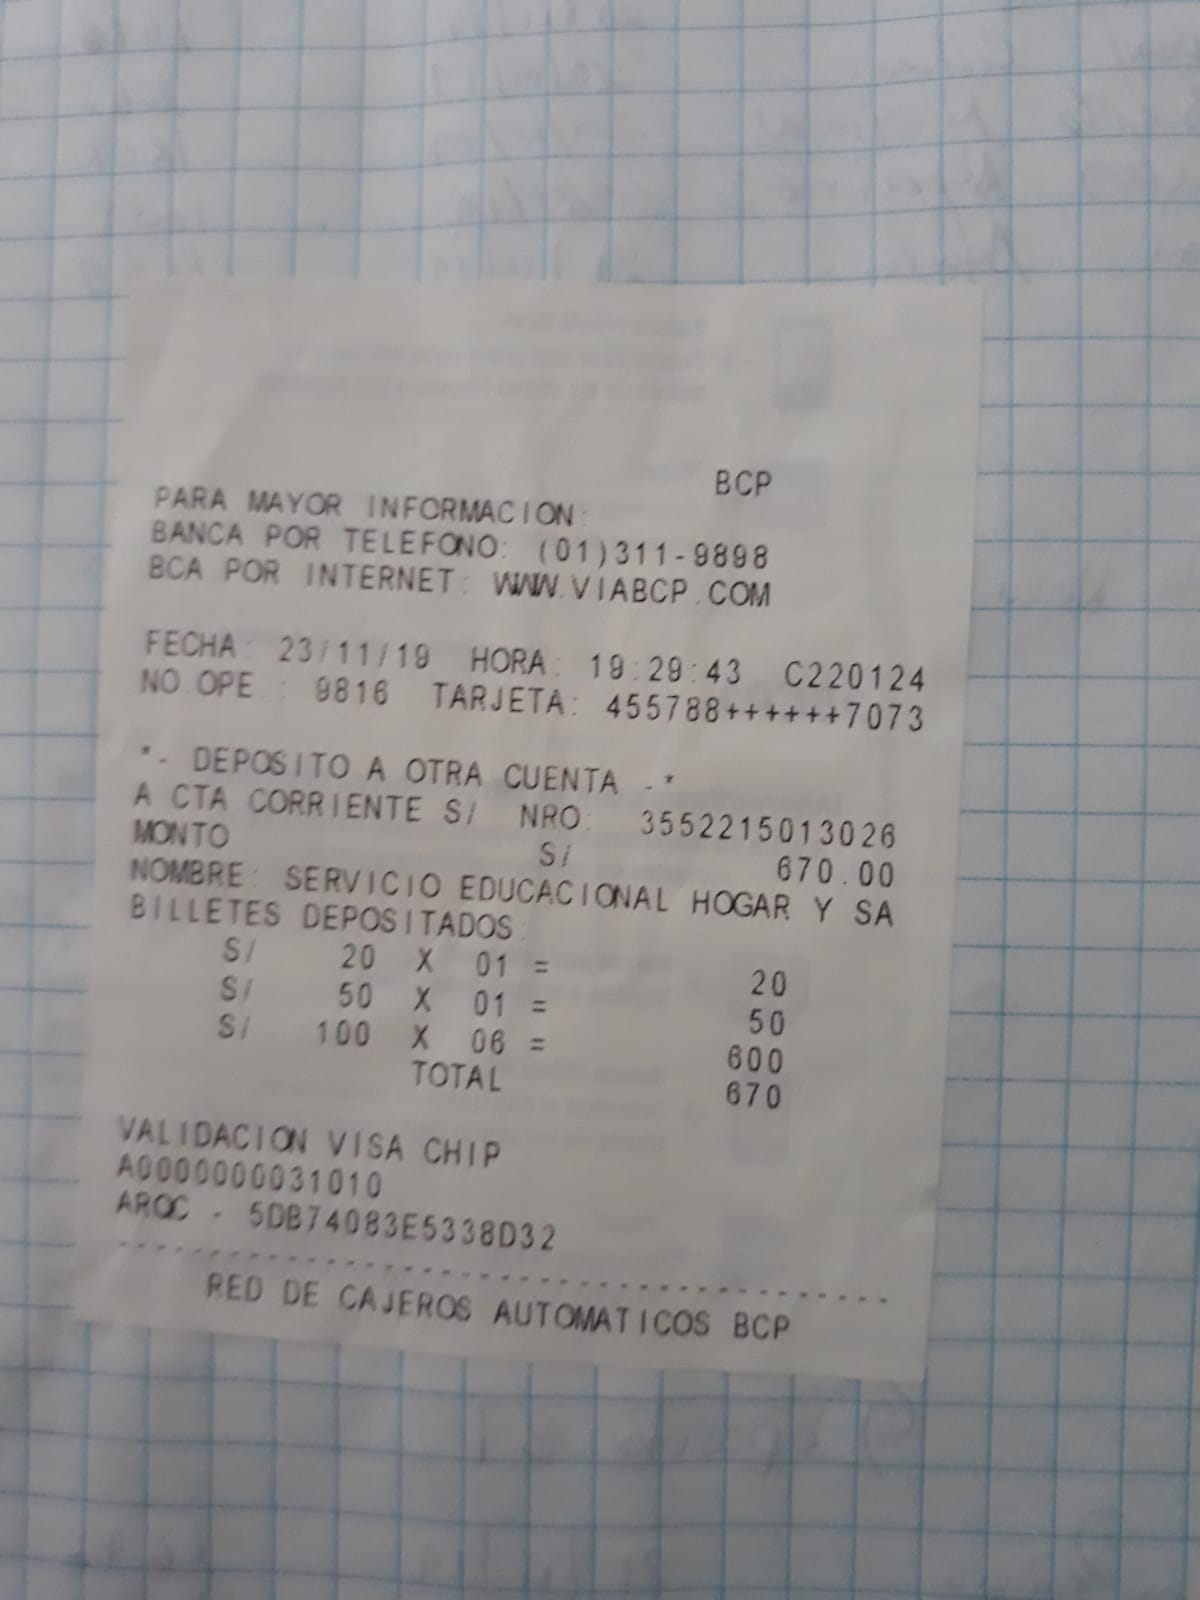 BCP
PARA MAYOR INFORMACION:
BANCA POR TELEFONO: (01)311-9898
BCA POR INTERNET: WWW.VIABCP.COM
FECHA: 23/11/19 HORA: 19:29:43 C220124
NO.OPE.: 9816 TARJETA: 455788++++++7073
*- DEPOSITO A OTRA CUENTA -*
A CTA CORRIENTE S/ NRO: 3552215013026
MONTO S/ 670.00
NOMBRE: SERVICIO EDUCACIONAL HOGAR Y SA
BILLETES DEPOSITADOS:
S/ 20 X 01 = 20
S/ 50 X 01 = 50
S/ 100 X 06 = 600
TOTAL 670
VALIDACION VISA CHIP
A0000000031010
ARQC - 5DB74083E5338D32
----------------------------------------
RED DE CAJEROS AUTOMATICOS BCP